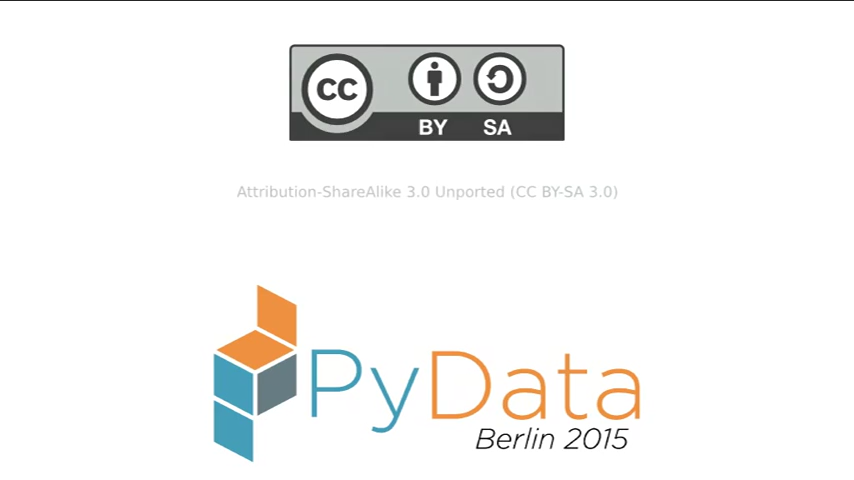 CC
BY SA
Attribution-ShareAlike 3.0 Unported (CC BY-SA 3.0)
PyData
Berlin 2015